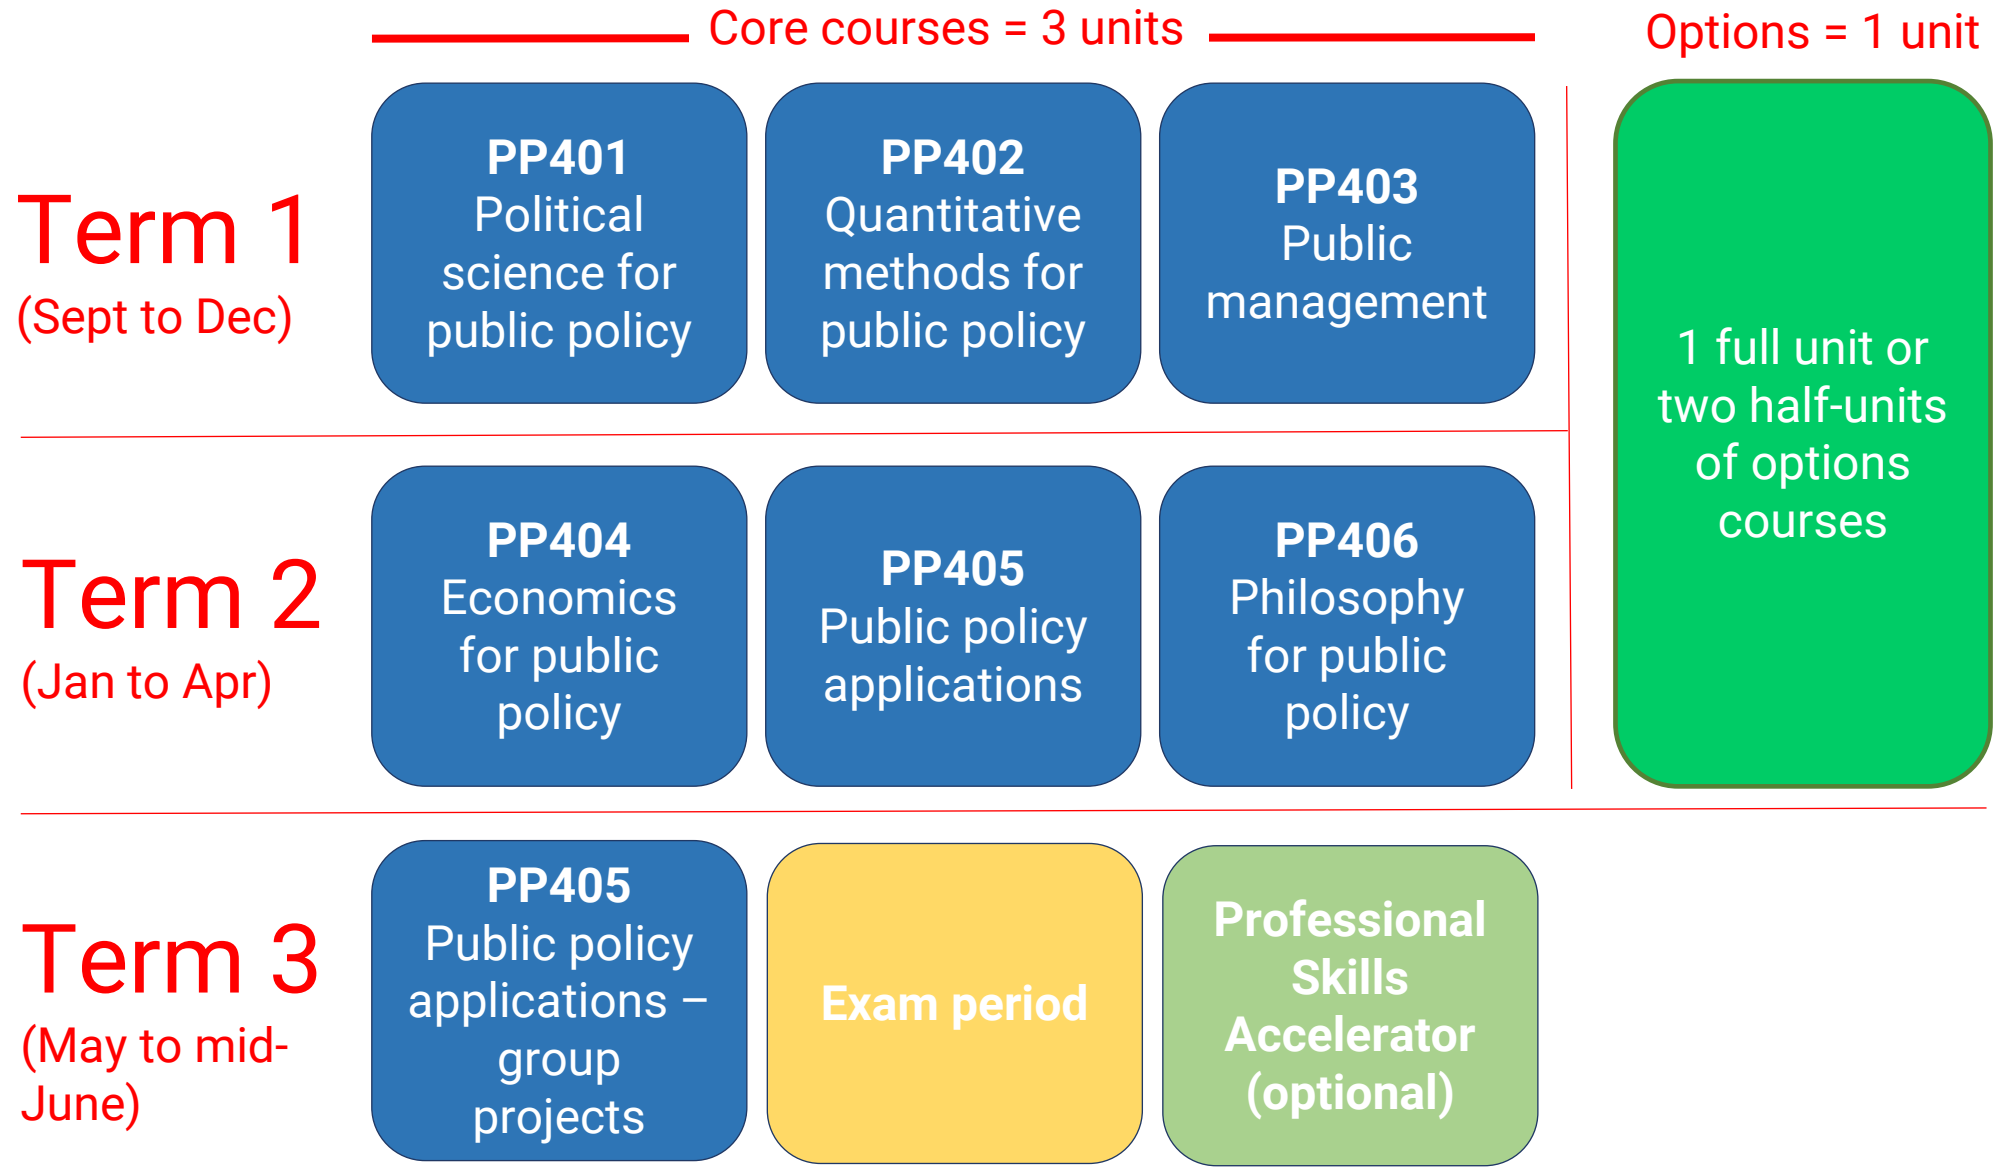 Core courses = 3 units
Options = 1 unit
Term 1
(Sept to Dec)
PP401
Political
science for
public policy
PP402
Quantitative
methods for
public policy
PP403
Public
management
1 full unit or
two half-units
of options
courses
Term 2
(Jan to Apr)
PP404
Economics
for public
policy
PP405
Public policy
applications
PP406
Philosophy
for public
policy
Term 3
(May to mid-
June)
PP405
Public policy
applications –
group
projects
Exam period
Professional
Skills
Accelerator
(optional)